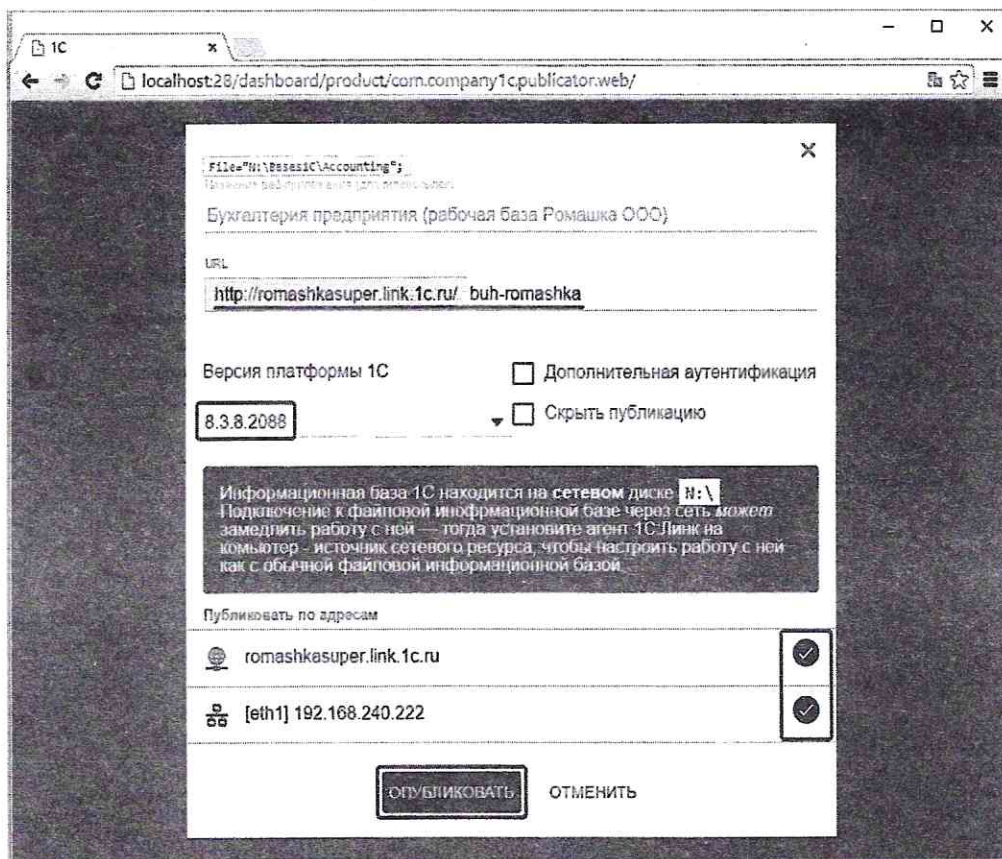 1C
localhost:28/dashboard/product/com.company1c.publicator.web/
File="N:\Bases1C\Accounting";
Бухгалтерия предприятия (рабочая база Ромашка ООО)
URL
http://romashkasuper.link.1c.ru/ buh-romashka
Версия платформы 1С
Дополнительная аутентификация
8.3.8.2088
Скрыть публикацию
Информационная база 1С находится на сетевом диске N:\
Подключение к файловой инофрмационной базе через сеть может
замедлить работу с ней — тогда установите агент 1С:Линк на
комьютер - источник сетевого ресурса, чтобы настроить работу с ней
как с обычной файловой информационной базой.
Публиковать по адресам
romashkasuper.link.1c.ru
[eth1] 192.168.240.222
ОПУБЛИКОВАТЬ ОТМЕНИТЬ